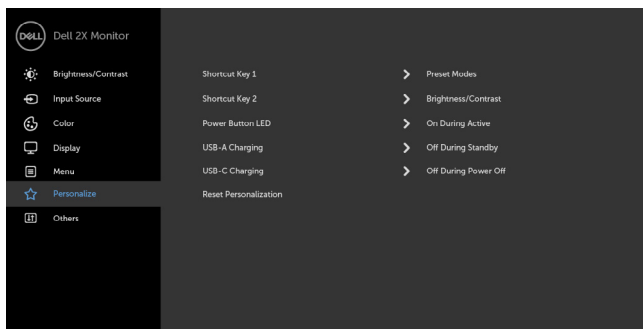 DELL Dell 2X Monitor
Brightness/Contrast Shortcut Key 1 Preset Modes
Input Source Shortcut Key 2 Brightness/Contrast
Color Power Button LED On During Active
Display USB-A Charging Off During Standby
Menu USB-C Charging Off During Power Off
Personalize Reset Personalization
Others